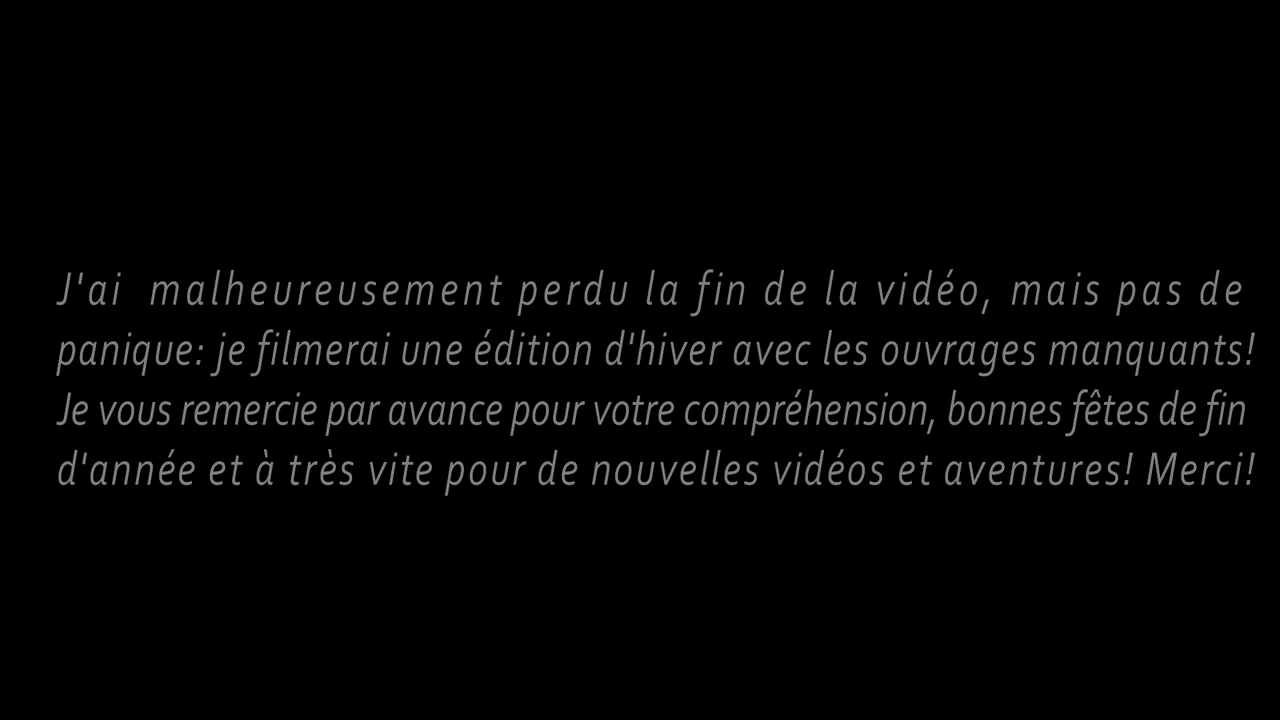 J'ai malheureusement perdu la fin de la vidéo, mais pas de
panique: je filmerai une édition d'hiver avec les ouvrages manquants!
Je vous remercie par avance pour votre compréhension, bonnes fêtes de fin
d'année et à très vite pour de nouvelles vidéos et aventures! Merci!